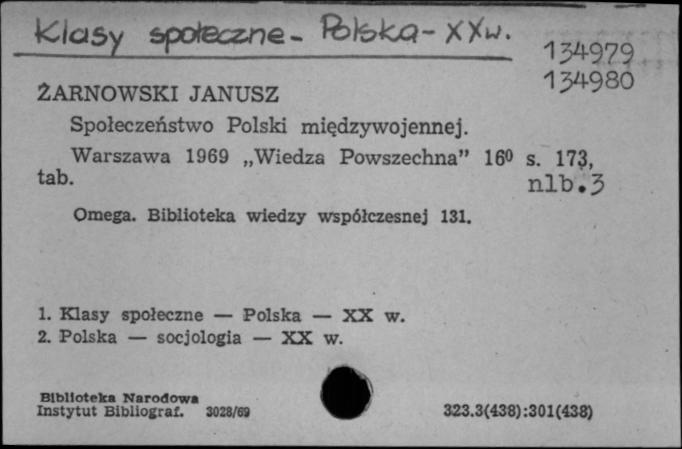 Klasy społeczne - Polska - XX w.
134979
134980
ŻARNOWSKI JANUSZ
Społeczeństwo Polski międzywojennej.
Warszawa 1969 „Wiedza Powszechna” 16⁰ s. 173,
tab. nlb.3
Omega. Biblioteka wiedzy współczesnej 131.
1. Klasy społeczne — Polska — XX w.
2. Polska — socjologia — XX w.
Biblioteka Narodowa
Instytut Bibliograf. 3028/69 323.3(438):301(438)